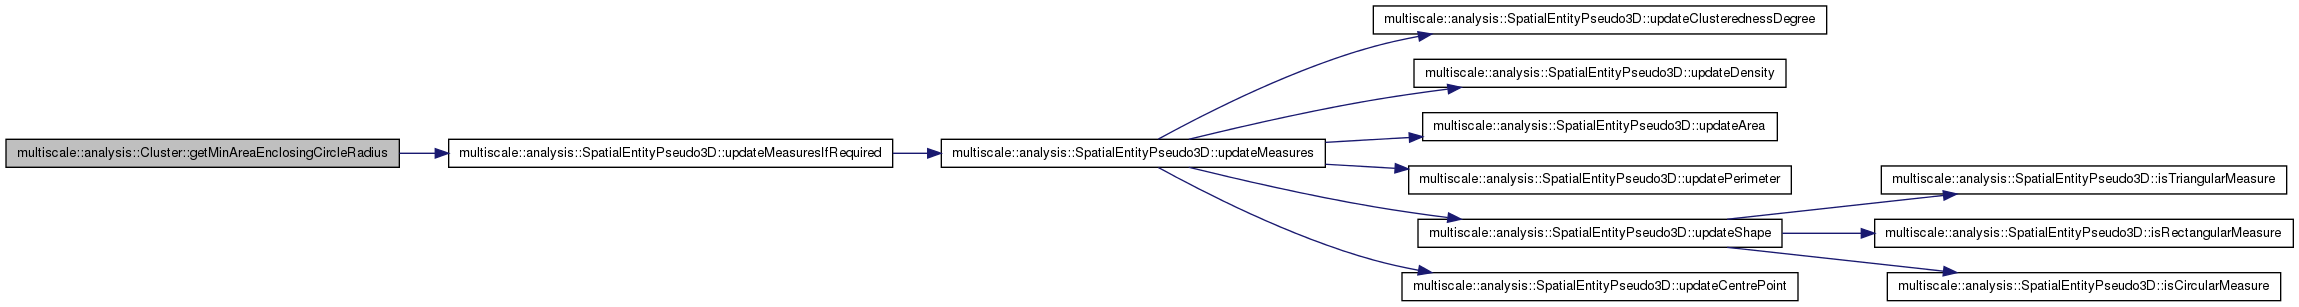 multiscale::analysis::Cluster::getMinAreaEnclosingCircleRadius
multiscale::analysis::SpatialEntityPseudo3D::updateMeasuresIfRequired
multiscale::analysis::SpatialEntityPseudo3D::updateMeasures
multiscale::analysis::SpatialEntityPseudo3D::updateClusterednessDegree
multiscale::analysis::SpatialEntityPseudo3D::updateDensity
multiscale::analysis::SpatialEntityPseudo3D::updateArea
multiscale::analysis::SpatialEntityPseudo3D::updatePerimeter
multiscale::analysis::SpatialEntityPseudo3D::updateShape
multiscale::analysis::SpatialEntityPseudo3D::updateCentrePoint
multiscale::analysis::SpatialEntityPseudo3D::isTriangularMeasure
multiscale::analysis::SpatialEntityPseudo3D::isRectangularMeasure
multiscale::analysis::SpatialEntityPseudo3D::isCircularMeasure